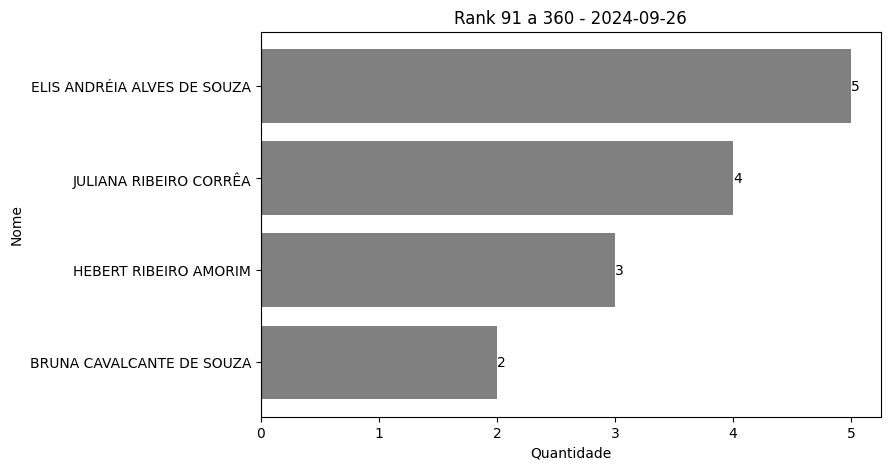 Rank 91 a 360 - 2024-09-26
ELIS ANDRÉIA ALVES DE SOUZA
5
JULIANA RIBEIRO CORRÊA
4
HEBERT RIBEIRO AMORIM
3
BRUNA CAVALCANTE DE SOUZA
2
Nome
0 1 2 3 4 5
Quantidade